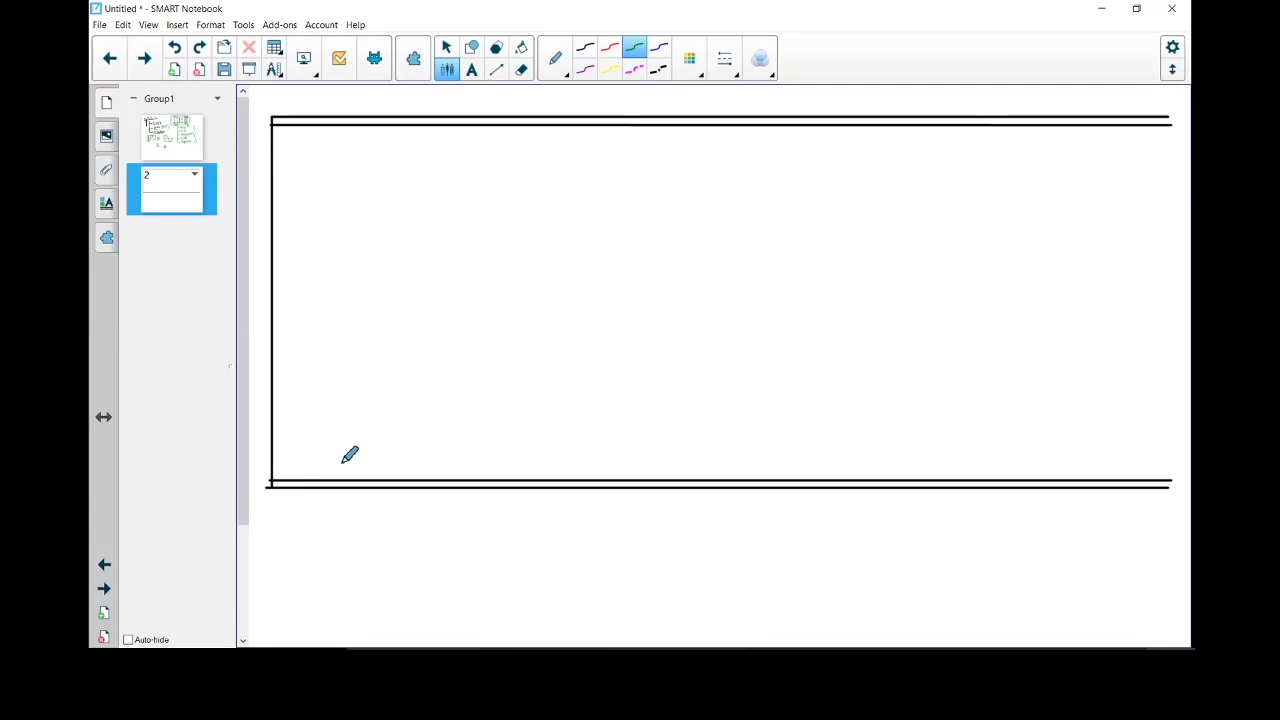 Untitled * - SMART Notebook
File Edit View Insert Format Tools Add-ons Account Help
Group1
2
Auto-hide